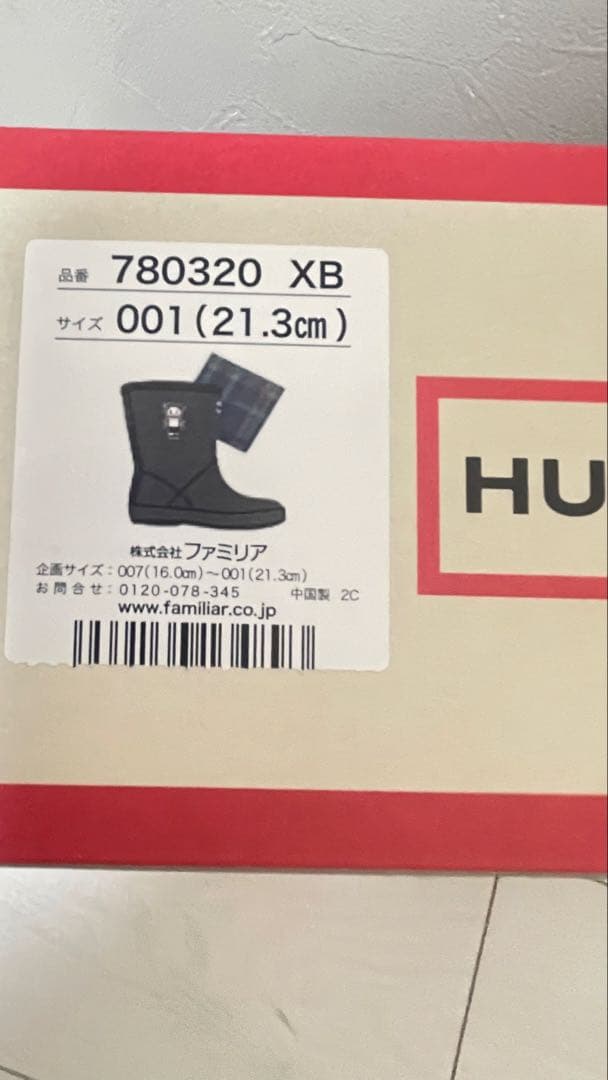 品番 780320 XB
サイズ 001(21.3cm)
HU
株式会社ファミリア
企画サイズ:007(16.0cm)〜001(21.3cm)
お問合せ:0120-078-345 中国製 2C
www.familiar.co.jp